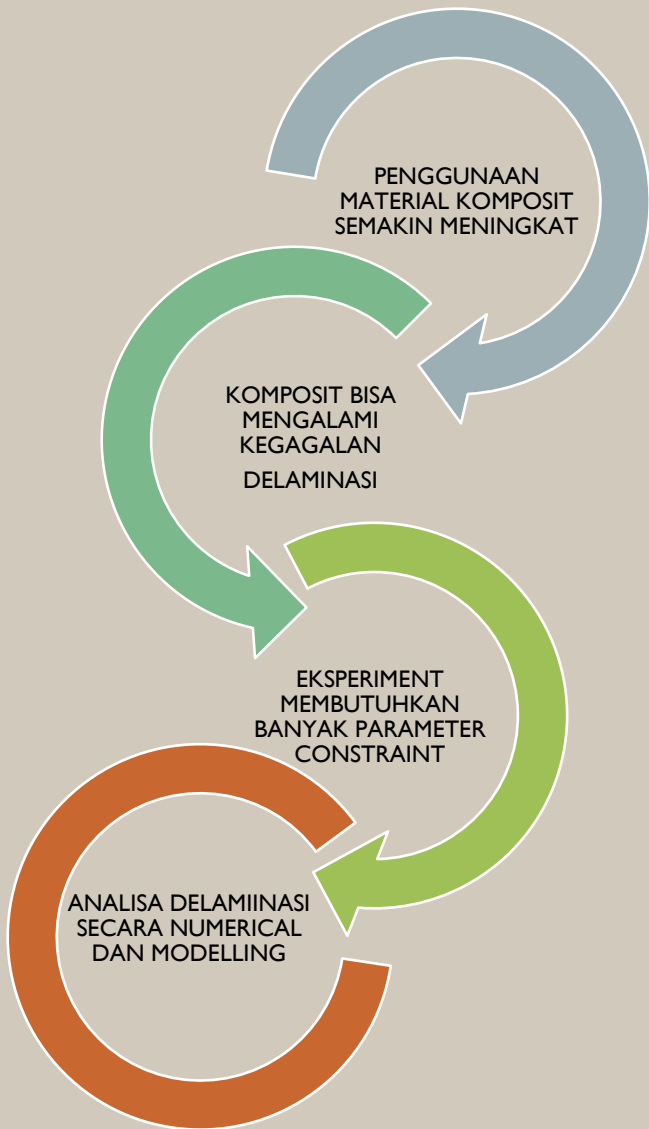 PENGGUNAAN
MATERIAL KOMPOSIT
SEMAKIN MENINGKAT
KOMPOSIT BISA
MENGALAMI
KEGAGALAN
DELAMINASI
EKSPERIMENT
MEMBUTUHKAN
BANYAK PARAMETER
CONSTRAINT
ANALISA DELAMIINASI
SECARA NUMERICAL
DAN MODELLING